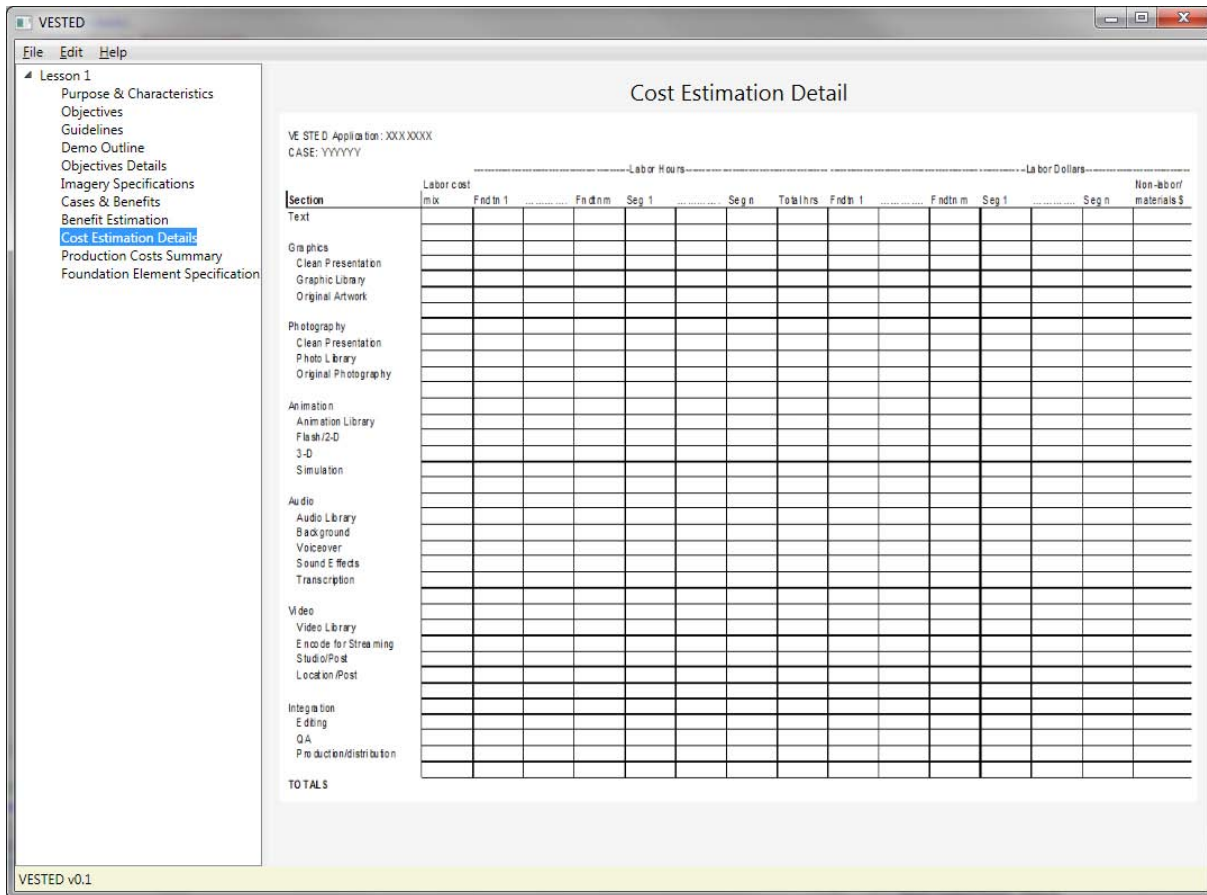 VESTED
File Edit Help
Lesson 1
Purpose & Characteristics
Objectives
Guidelines
Demo Outline
Objectives Details
Imagery Specifications
Cases & Benefits
Benefit Estimation
Cost Estimation Details
Production Costs Summary
Foundation Element Specification
Cost Estimation Detail
VESTED Application: XXXXXXX
CASE: YYYYYY
Labor Hours Labor Dollars
Labor cost Non-labor/
Section mix Fndtn 1 ............ Fndtn m Seg 1 ............ Seg n Total hrs Fndtn 1 ............ Fndtn m Seg 1 ............ Seg n materials $
Text
Graphics
Clean Presentation
Graphic Library
Original Artwork
Photography
Clean Presentation
Photo Library
Original Photography
Animation
Animation Library
Flash/2-D
3-D
Simulation
Audio
Audio Library
Background
Voiceover
Sound Effects
Transcription
Video
Video Library
Encode for Streaming
Studio/Post
Location/Post
Integration
Editing
QA
Production/distribution
TOTALS
VESTED v0.1